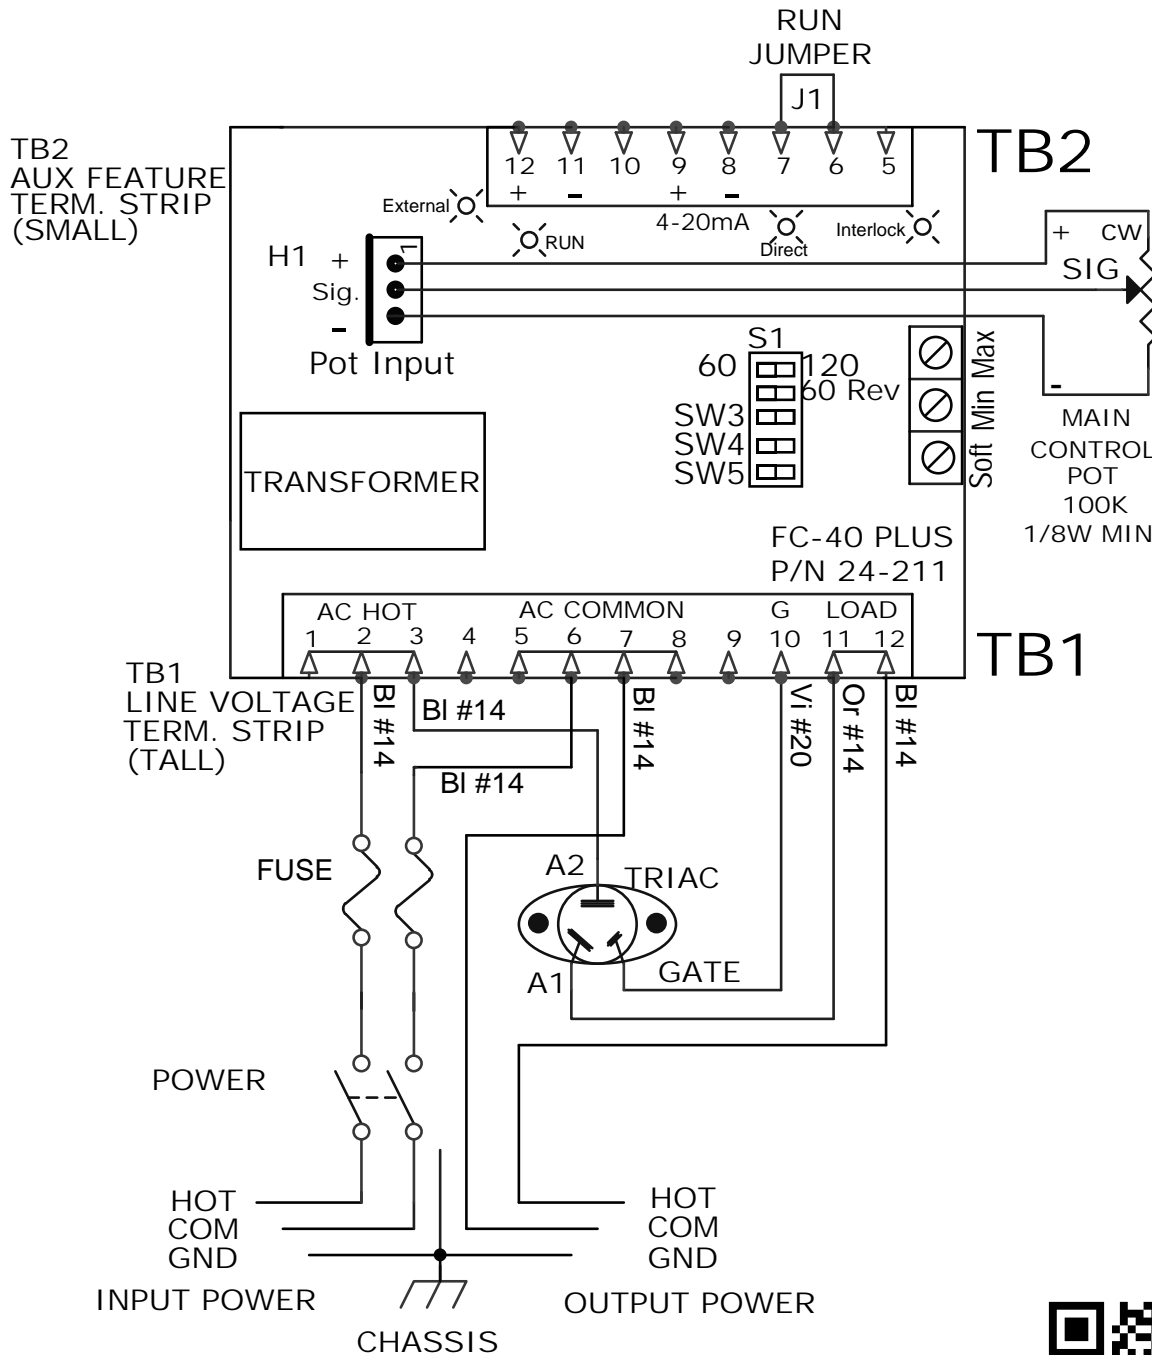 RUN
JUMPER
J1
TB2
AUX FEATURE
TERM. STRIP
(SMALL)
12 11 10 9 8 7 6 5
+ - + -
4-20mA
TB2
External
RUN
Direct
Interlock
H1
+
Sig.
-
1
Pot Input
+ CW
SIG
-
S1
60 120
60 Rev
SW3
SW4
SW5
Soft Min Max
MAIN
CONTROL
POT
100K
1/8W MIN
TRANSFORMER
FC-40 PLUS
P/N 24-211
AC HOT AC COMMON G LOAD
1 2 3 4 5 6 7 8 9 10 11 12
TB1
TB1
LINE VOLTAGE
TERM. STRIP
(TALL)
Bl #14
Bl #14
Bl #14
Bl #14
Vi #20
Or #14
Bl #14
FUSE
A2
TRIAC
A1
GATE
POWER
HOT
COM
GND
INPUT POWER
HOT
COM
GND
OUTPUT POWER
CHASSIS